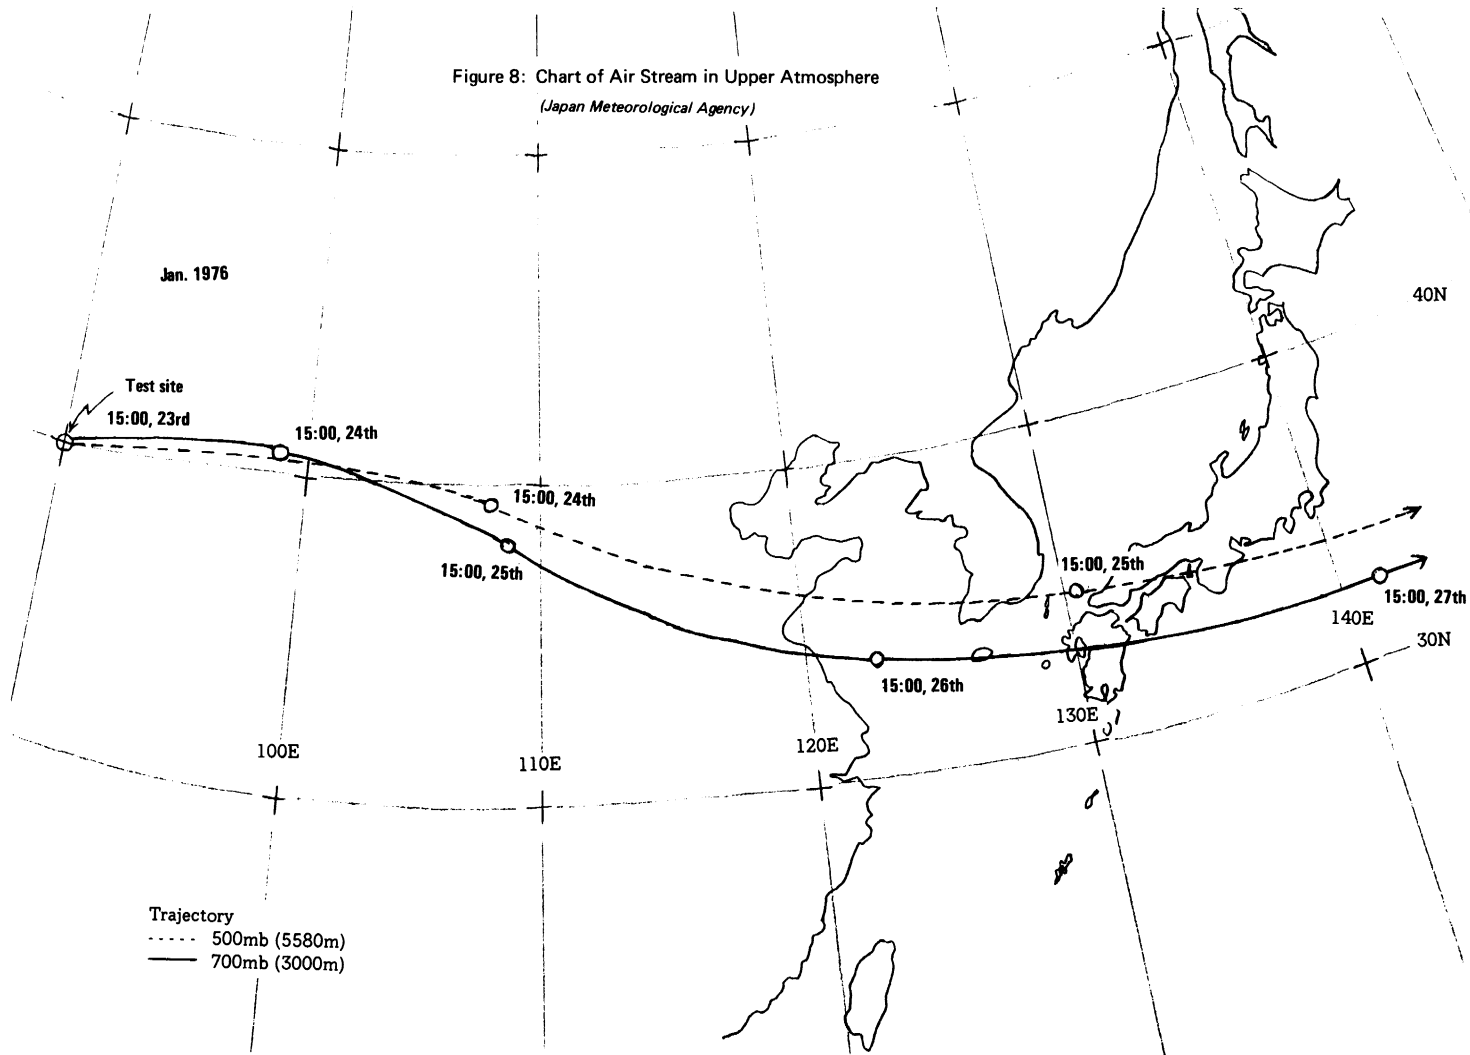 Figure 8: Chart of Air Stream in Upper Atmosphere
(Japan Meteorological Agency)
Jan. 1976
40N
Test site
15:00, 23rd
15:00, 24th
15:00, 24th
15:00, 25th
15:00, 25th
15:00, 27th
140E
30N
15:00, 26th
130E
100E
110E
120E
Trajectory
500mb (5580m)
700mb (3000m)